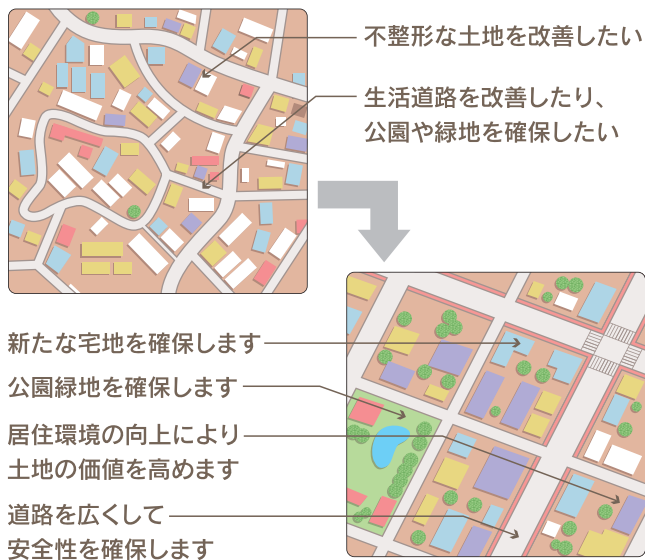 不整形な土地を改善したい
生活道路を改善したり、
公園や緑地を確保したい
新たな宅地を確保します
公園緑地を確保します
居住環境の向上により
土地の価値を高めます
道路を広くして
安全性を確保します